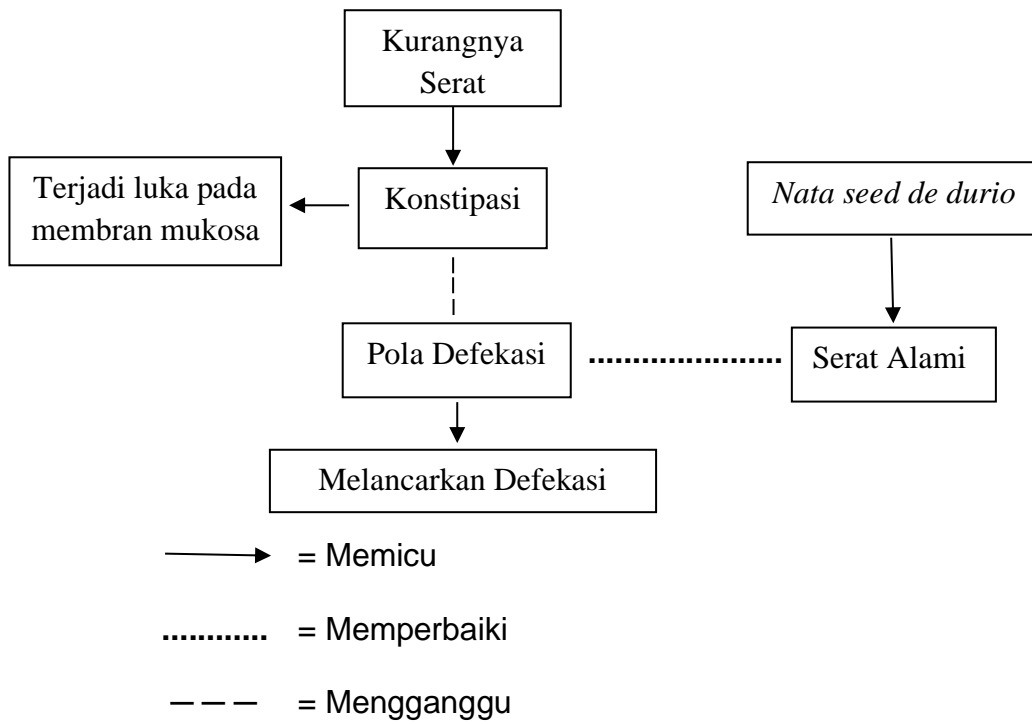 Kurangnya
Serat
Terjadi luka pada
membran mukosa
Konstipasi
Nata seed de durio
Pola Defekasi
Serat Alami
Melancarkan Defekasi
= Memicu
= Memperbaiki
= Mengganggu